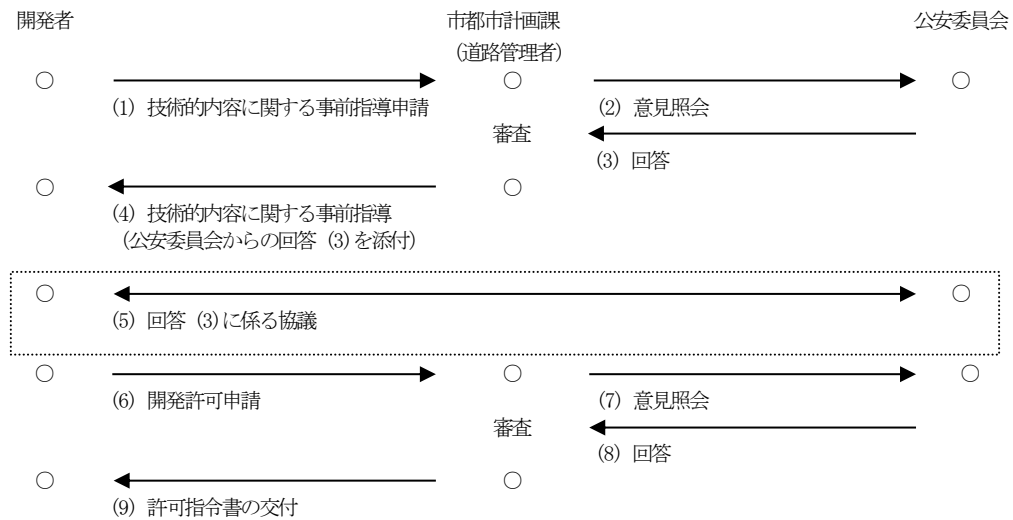 開発者 市都市計画課 公安委員会
(道路管理者)
○ ○ ○
(1) 技術的内容に関する事前指導申請 (2) 意見照会
審査
(3) 回答
○ ○
(4) 技術的内容に関する事前指導
(公安委員会からの回答 (3)を添付)
○ ○
(5) 回答 (3)に係る協議
○ ○ ○
(6) 開発許可申請 (7) 意見照会
審査
(8) 回答
○ ○
(9) 許可指令書の交付